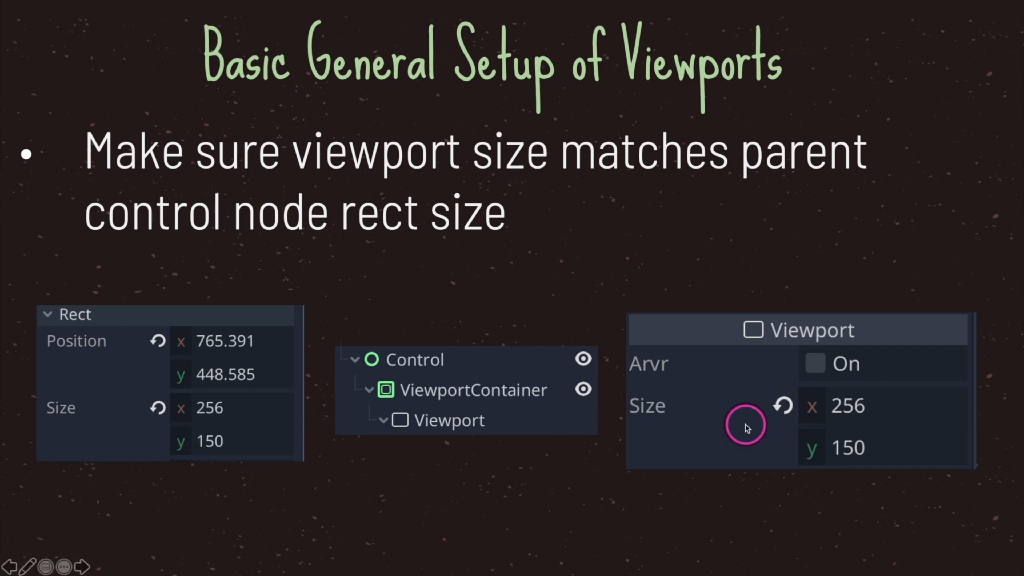 Basic General Setup of Viewports
• Make sure viewport size matches parent
control node rect size
Rect
Position x 765.391
y 448.585
Size x 256
y 150
Control
ViewportContainer
Viewport
Viewport
Arvr On
Size x 256
y 150